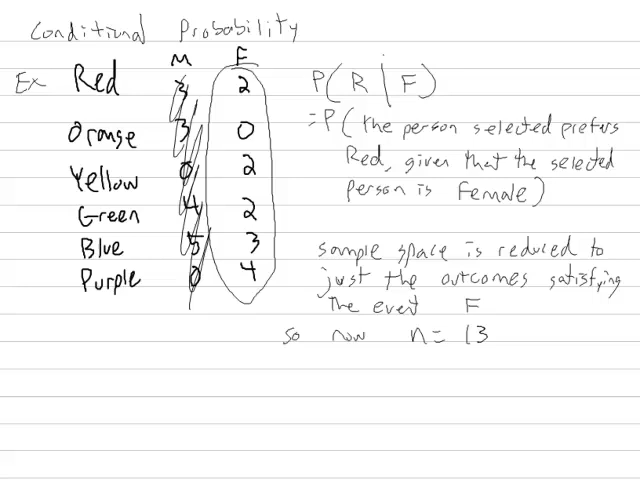 Conditional Probability
M F
Ex Red 3 2
Orange 3 0
Yellow 0 2
Green 4 2
Blue 5 3
Purple 0 4
P(R | F)
=P(the person selected prefers
Red, given that the selected
person is Female)
sample space is reduced to
just the outcomes satisfying
the event F
so now n= 13